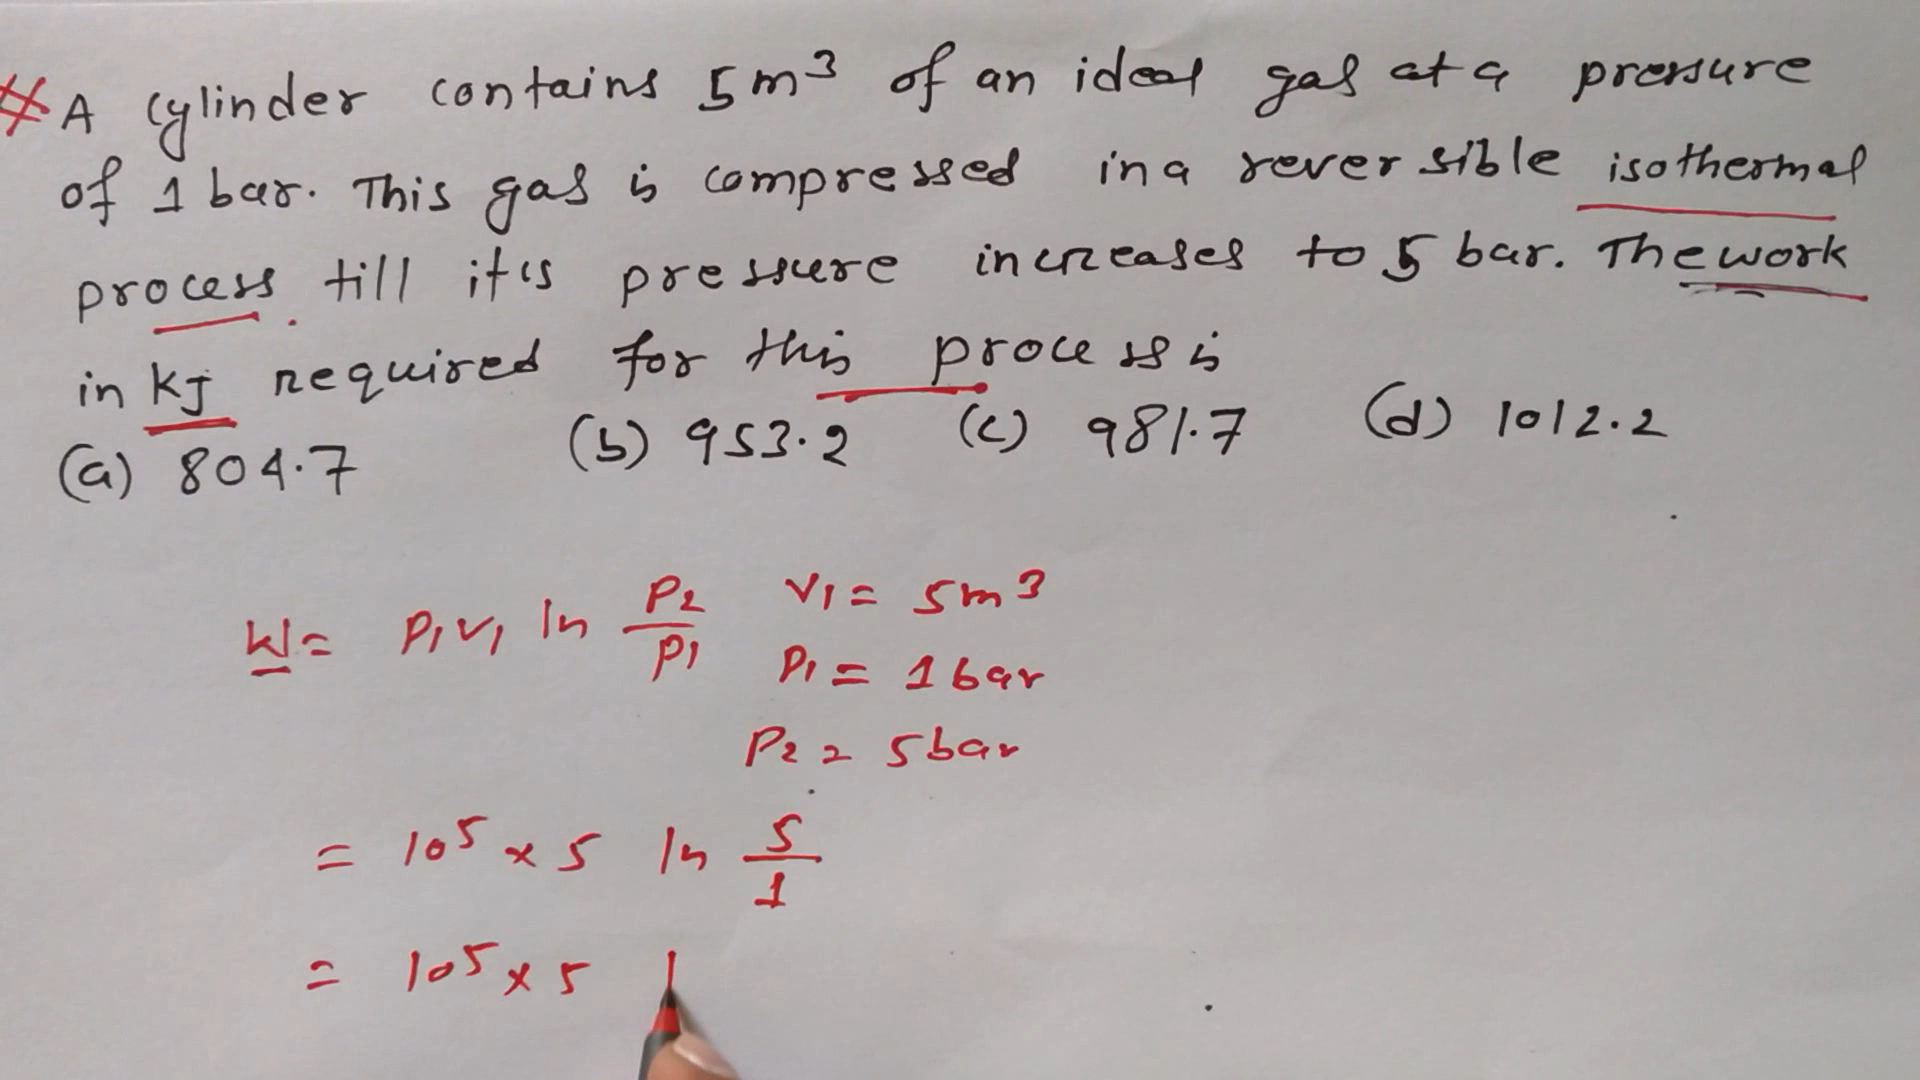 A cylinder contains 5m³ of an ideal gas at a pressure
of 1 bar. This gas is compressed in a reversible isothermal
process till it's pressure increases to 5 bar. The work
in KJ required for this process is
(a) 804.7 (b) 953.2 (c) 981.7 (d) 1012.2
W = P₁V₁ ln P₂/P₁ V₁ = 5m³
P₁ = 1 bar
P₂ = 5 bar
= 10⁵ × 5 ln 5/1
= 10⁵ × 5 l